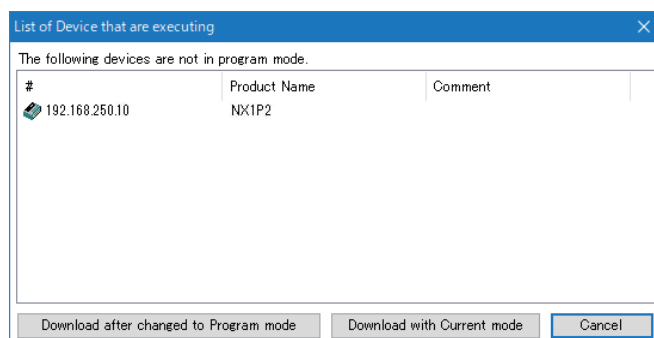 List of Device that are executing
The following devices are not in program mode.
# Product Name Comment
192.168.250.10 NX1P2
Download after changed to Program mode Download with Current mode Cancel